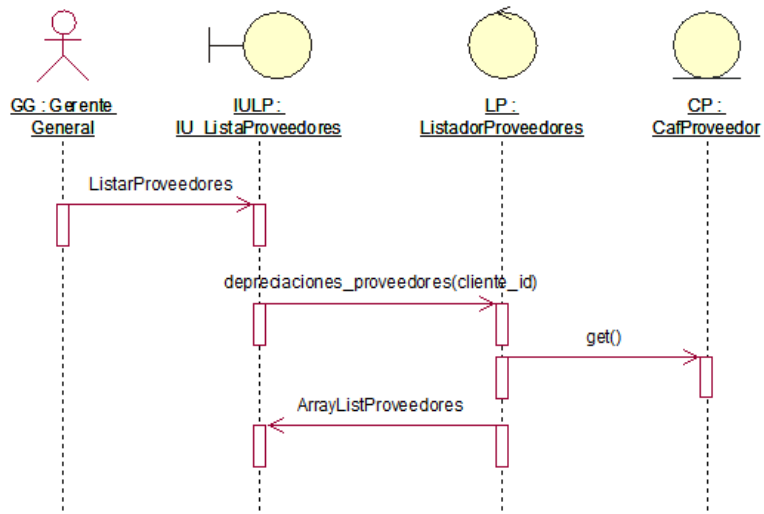 GG : Gerente
General
IULP :
IU_ListaProveedores
LP :
ListadorProveedores
CP :
CafProveedor
ListarProveedores
depreciaciones_proveedores(cliente_id)
get()
ArrayListProveedores